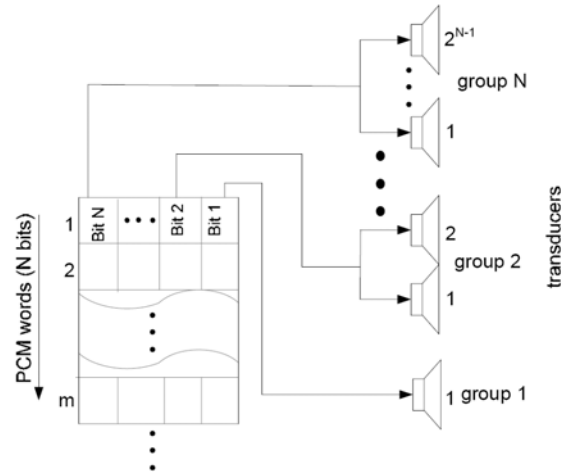 2^{N-1}
group N
1
PCM words (N bits)
1
Bit N
Bit 2
Bit 1
2
2
group 2
1
transducers
m
1 group 1